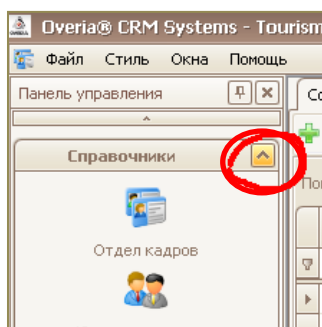 Overia® CRM Systems - Tourism
Файл Стиль Окна Помощь
Панель управления
Справочники
Отдел кадров